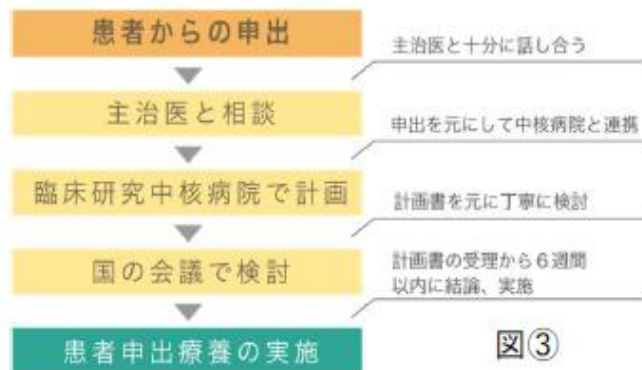 患者からの申出
主治医と十分に話し合う
主治医と相談
申出を元にして中核病院と連携
臨床研究中核病院で計画
計画書を元に丁寧に検討
国の会議で検討
計画書の受理から6週間
以内に結論、実施
患者申出療養の実施
図③